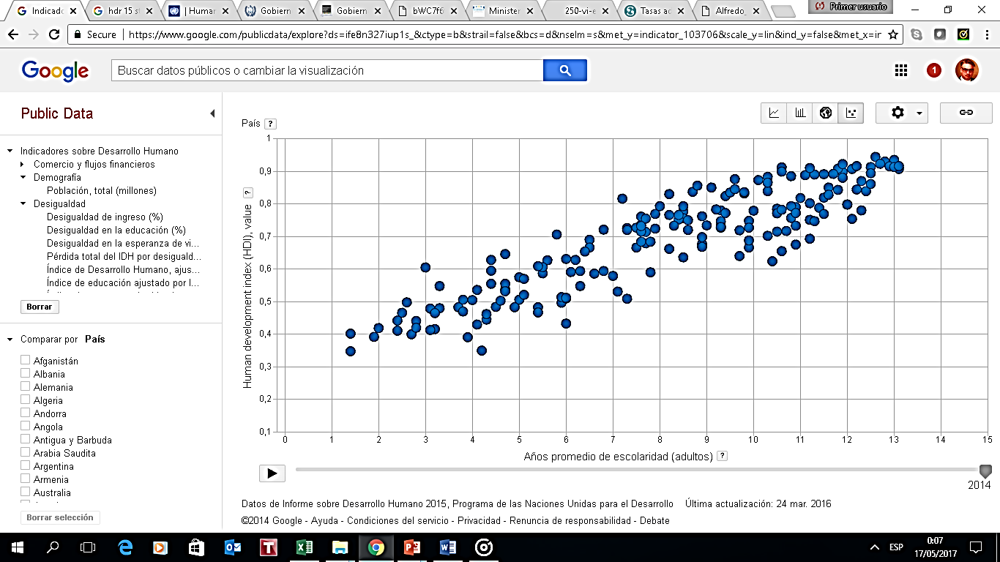 Indicado
hdr 15 s
| Human
Gobiern
Gobiern
bWC7f6
Minister
250-vi-e
Tasas ac
Alfredo_
Primer usuario
Secure | https://www.google.com/publicdata/explore?ds=ife8n327iup1s_&ctype=b&strail=false&bcs=d&nselm=s&met_y=indicator_103706&scale_y=lin&ind_y=false&met_x=ir
Google
Buscar datos públicos o cambiar la visualización
1
Public Data
Indicadores sobre Desarrollo Humano
Comercio y flujos financieros
Demografía
Población, total (millones)
Desigualdad
Desigualdad de ingreso (%)
Desigualdad en la educación (%)
Desigualdad en la esperanza de vi...
Pérdida total del IDH por desiguald...
Índice de Desarrollo Humano, ajus...
Índice de educación ajustado por l...
Borrar
Comparar por País
Afganistán
Albania
Alemania
Algeria
Andorra
Angola
Antigua y Barbuda
Arabia Saudita
Argentina
Armenia
Australia
Borrar selección
País ?
Human development index (HDI), value ?
1
0,9
0,8
0,7
0,6
0,5
0,4
0,3
0,2
0,1
0 1 2 3 4 5 6 7 8 9 10 11 12 13 14 15
Años promedio de escolaridad (adultos) ?
2014
Datos de Informe sobre Desarrollo Humano 2015, Programa de las Naciones Unidas para el Desarrollo Última actualización: 24 mar. 2016
©2014 Google - Ayuda - Condiciones del servicio - Privacidad - Renuncia de responsabilidad - Debate
ESP
0:07
17/05/2017